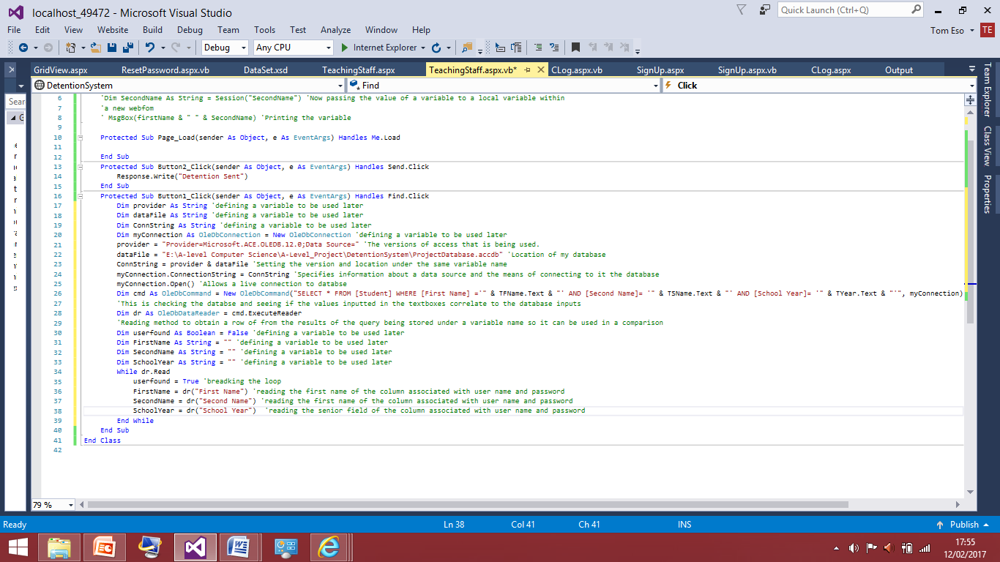 localhost_49472 - Microsoft Visual Studio
Quick Launch (Ctrl+Q)
File Edit View Website Build Debug Team Tools Test Analyze Window Help
Tom Eso TE
Debug Any CPU Internet Explorer
GridView.aspx ResetPassword.aspx.vb DataSet.xsd TeachingStaff.aspx TeachingStaff.aspx.vb* CLog.aspx.vb SignUp.aspx SignUp.aspx.vb CLog.aspx Output
DetentionSystem Find Click
Sear
6 'Dim SecondName As String = Session("SecondName") 'Now passing the value of a variable to a local variable within
7 'a new webfom
8 ' MsgBox(firstName & " " & SecondName) 'Printing the variable
9
10 Protected Sub Page_Load(sender As Object, e As EventArgs) Handles Me.Load
11
12 End Sub
13 Protected Sub Button2_Click(sender As Object, e As EventArgs) Handles Send.Click
14 Response.Write("Detention Sent")
15 End Sub
16 Protected Sub Button1_Click(sender As Object, e As EventArgs) Handles Find.Click
17 Dim provider As String 'defining a variable to be used later
18 Dim dataFile As String 'defining a variable to be used later
19 Dim ConnString As String 'defining a variable to be used later
20 Dim myConnection As OleDbConnection = New OleDbConnection 'defining a variable to be used later
21 provider = "Provider=Microsoft.ACE.OLEDB.12.0;Data Source=" 'The versions of access that is being used.
22 dataFile = "E:\A-level Computer Science\A-Level_Project\DetentionSystem\ProjectDatabase.accdb" 'Location of my database
23 ConnString = provider & dataFile 'Setting the version and location under the same variable name
24 myConnection.ConnectionString = ConnString 'Specifies information about a data source and the means of connecting to it the database
25 myConnection.Open() 'Allows a live connection to databse
26 Dim cmd As OleDbCommand = New OleDbCommand("SELECT * FROM [Student] WHERE [First Name] ='" & TFName.Text & "' AND [Second Name]= '" & TSName.Text & "' AND [School Year]= '" & TYear.Text & "'", myConnection)
27 'This is checking the databse and seeing if the values inputted in the textboxes correlate to the database inputs
28 Dim dr As OleDbDataReader = cmd.ExecuteReader
29 'Reading method to obtain a row of from the results of the query being stored under a variable name so it can be used in a comparison
30 Dim userfound As Boolean = False 'defining a variable to be used later
31 Dim FirstName As String = "" 'defining a variable to be used later
32 Dim SecondName As String = "" 'defining a variable to be used later
33 Dim SchoolYear As String = "" 'defining a variable to be used later
34 While dr.Read
35 userfound = True 'breadking the loop
36 FirstName = dr("First Name") 'reading the first name of the column associated with user name and password
37 SecondName = dr("Second Name") 'reading the first name of the column associated with user name and password
38 SchoolYear = dr("School Year") 'reading the senior field of the column associated with user name and password
39 End While
40 End Sub
41 End Class
42
Team Explorer
Class View
Properties
79 %
Ready Ln 38 Col 41 Ch 41 INS Publish
17:55
12/02/2017